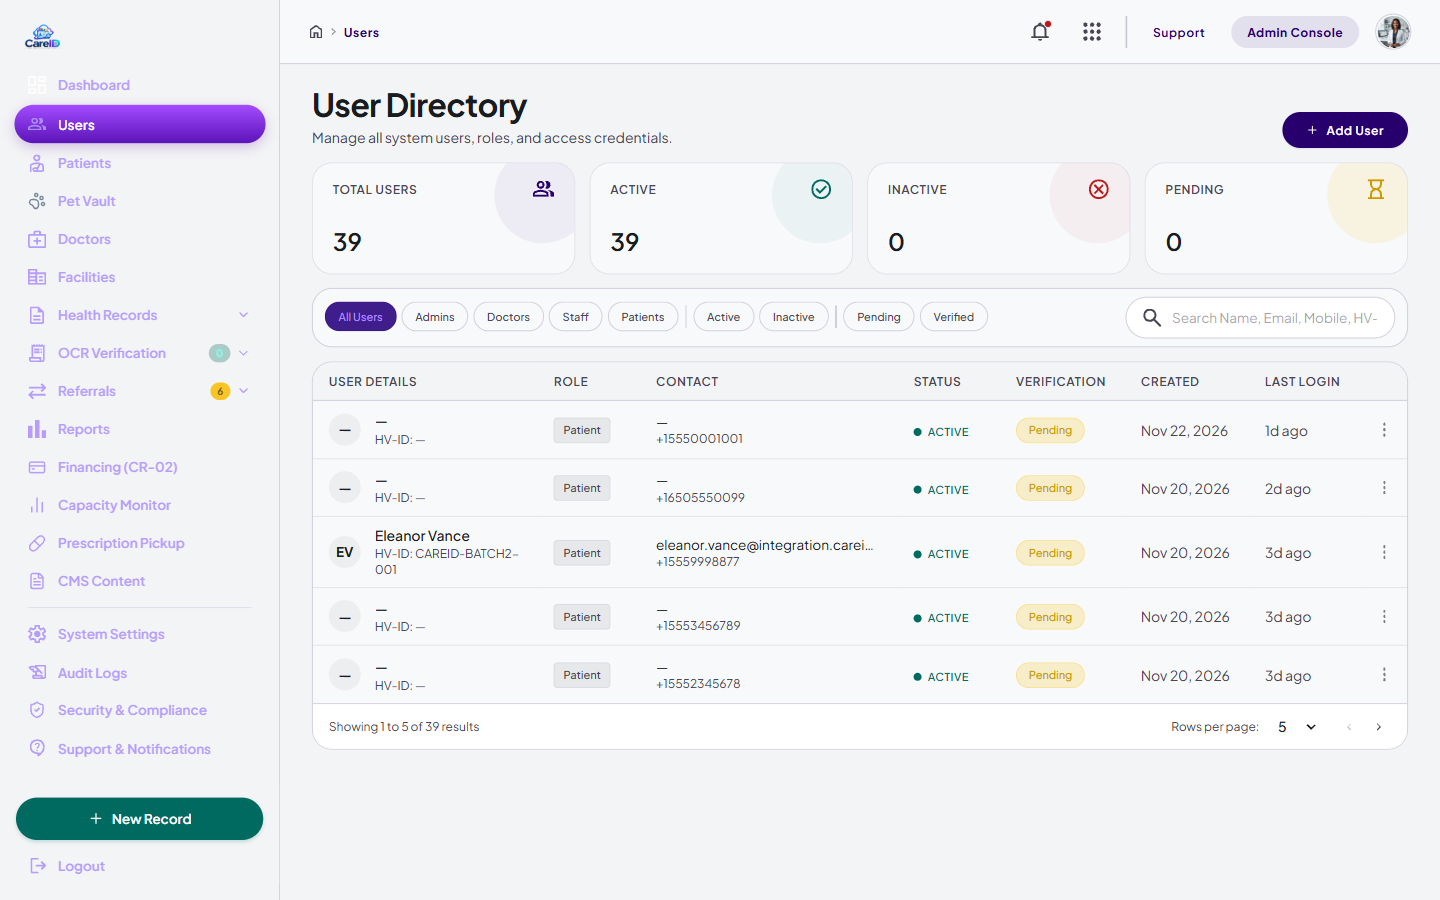 CareID
Dashboard
Users
Patients
Pet Vault
Doctors
Facilities
Health Records
OCR Verification 0
Referrals 6
Reports
Financing (CR-02)
Capacity Monitor
Prescription Pickup
CMS Content
System Settings
Audit Logs
Security & Compliance
Support & Notifications
+ New Record
Logout
Users
Support
Admin Console
User Directory
Manage all system users, roles, and access credentials.
+ Add User
TOTAL USERS
39
ACTIVE
39
INACTIVE
0
PENDING
0
All Users Admins Doctors Staff Patients Active Inactive Pending Verified
Search Name, Email, Mobile, HV-
USER DETAILS ROLE CONTACT STATUS VERIFICATION CREATED LAST LOGIN
— — HV-ID: — Patient — +15550001001 ACTIVE Pending Nov 22, 2026 1d ago
— — HV-ID: — Patient — +16505550099 ACTIVE Pending Nov 20, 2026 2d ago
EV Eleanor Vance HV-ID: CAREID-BATCH2-001 Patient eleanor.vance@integration.carei... +15559998877 ACTIVE Pending Nov 20, 2026 3d ago
— — HV-ID: — Patient — +15553456789 ACTIVE Pending Nov 20, 2026 3d ago
— — HV-ID: — Patient — +15552345678 ACTIVE Pending Nov 20, 2026 3d ago
Showing 1 to 5 of 39 results
Rows per page: 5